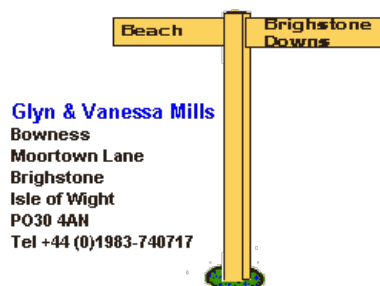 Beach
Brighstone
Downs
Glyn & Vanessa Mills
Bowness
Moortown Lane
Brighstone
Isle of Wight
PO30 4AN
Tel +44 (0)1983-740717